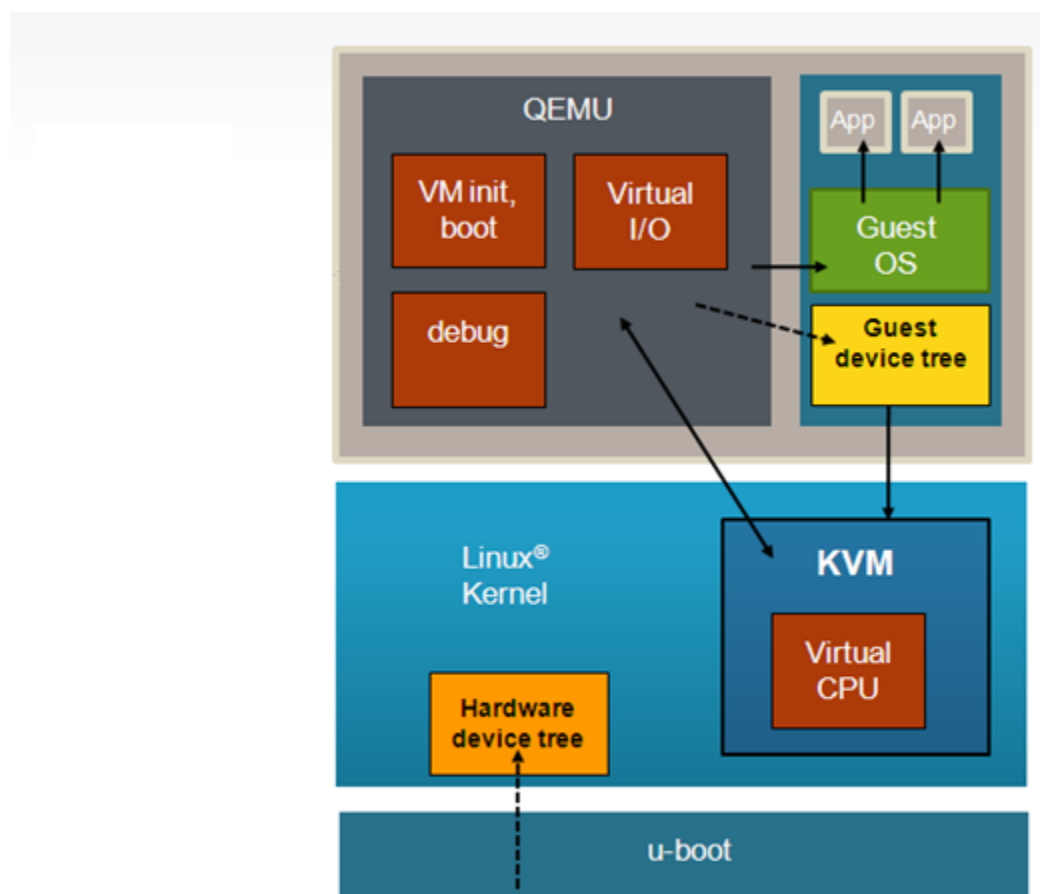 QEMU
VM init,
boot
Virtual
I/O
debug
App
App
Guest
OS
Guest
device tree
Linux®
Kernel
KVM
Virtual
CPU
Hardware
device tree
u-boot